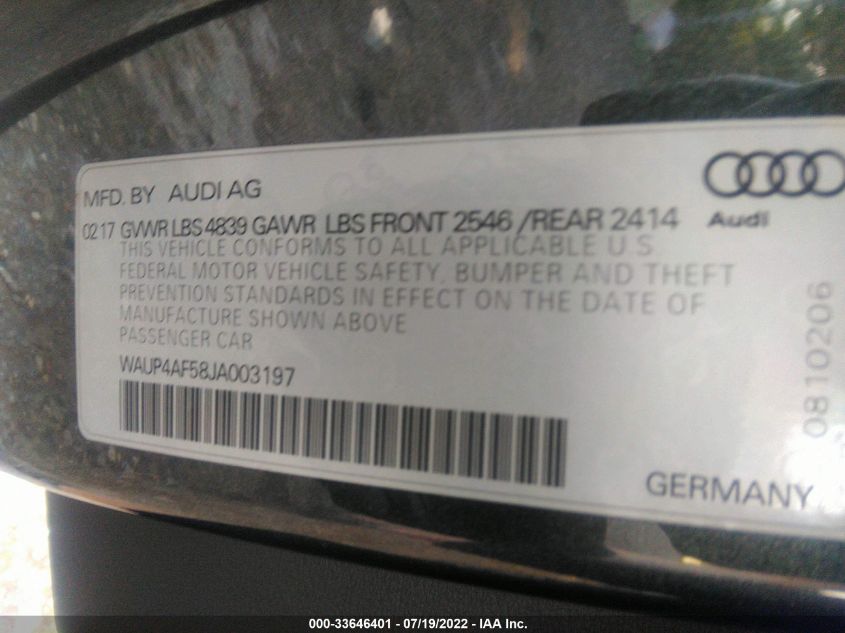 MFD. BY AUDI AG
Audi
02 17 GVWR LBS 4839 GAWR LBS FRONT 2546 /REAR 2414
THIS VEHICLE CONFORMS TO ALL APPLICABLE U.S.
FEDERAL MOTOR VEHICLE SAFETY, BUMPER AND THEFT
PREVENTION STANDARDS IN EFFECT ON THE DATE OF
MANUFACTURE SHOWN ABOVE
PASSENGER CAR
WAUP4AF58JA003197
0810206
GERMANY
000-33646401 - 07/19/2022 - IAA Inc.